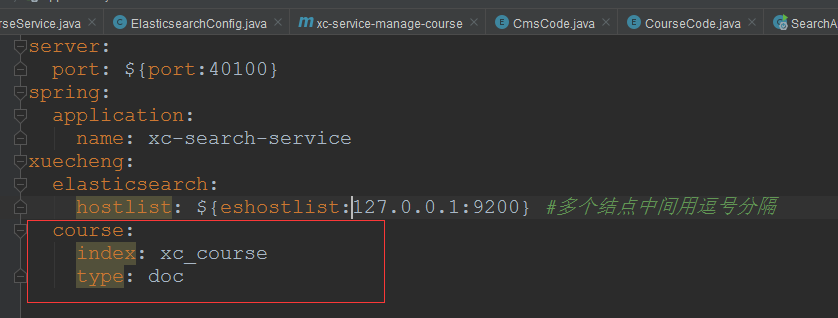 rseService.java ElasticsearchConfig.java xc-service-manage-course CmsCode.java CourseCode.java SearchA
server:
  port: ${port:40100}
spring:
  application:
    name: xc-search-service
xuecheng:
  elasticsearch:
    hostlist: ${eshostlist:127.0.0.1:9200} #多个结点中间用逗号分隔
  course:
    index: xc_course
    type: doc